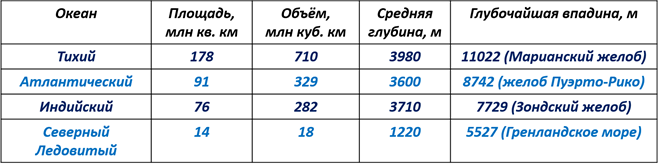 Океан Площадь, млн кв. км Объём, млн куб. км Средняя глубина, м Глубочайшая впадина, м
Тихий 178 710 3980 11022 (Марианский желоб)
Атлантический 91 329 3600 8742 (желоб Пуэрто-Рико)
Индийский 76 282 3710 7729 (Зондский желоб)
Северный Ледовитый 14 18 1220 5527 (Гренландское море)